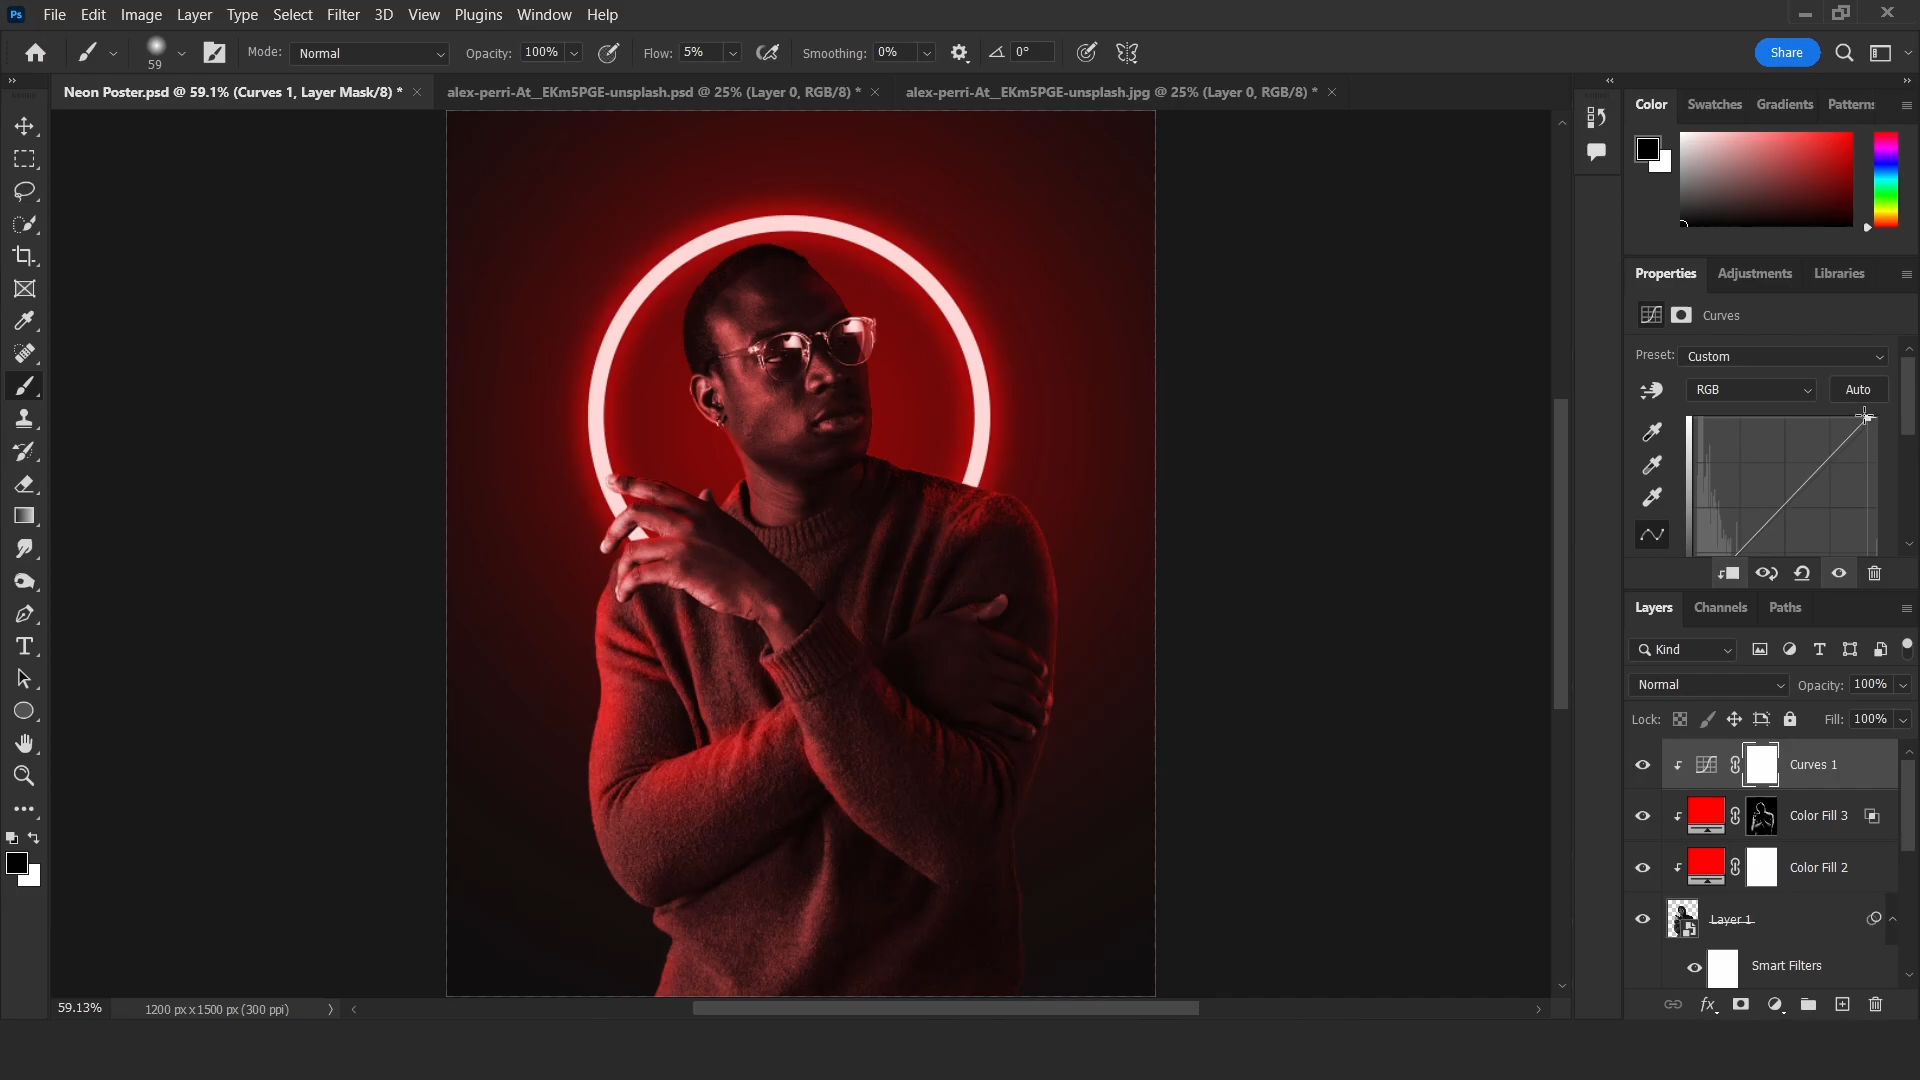 Ps File Edit Image Layer Type Select Filter 3D View Plugins Window Help
59 Mode: Normal Opacity: 100% Flow: 5% Smoothing: 0% 0° Share
Neon Poster.psd @ 59.1% (Curves 1, Layer Mask/8) * alex-perri-At__EKm5PGE-unsplash.psd @ 25% (Layer 0, RGB/8) * alex-perri-At__EKm5PGE-unsplash.jpg @ 25% (Layer 0, RGB/8) *
Color Swatches Gradients Patterns
Properties Adjustments Libraries
Curves
Preset: Custom
RGB Auto
Layers Channels Paths
Kind T
Normal Opacity: 100%
Lock: Fill: 100%
Curves 1
Color Fill 3
Color Fill 2
Layer 1
Smart Filters
fx
59.13% 1200 px x 1500 px (300 ppi)